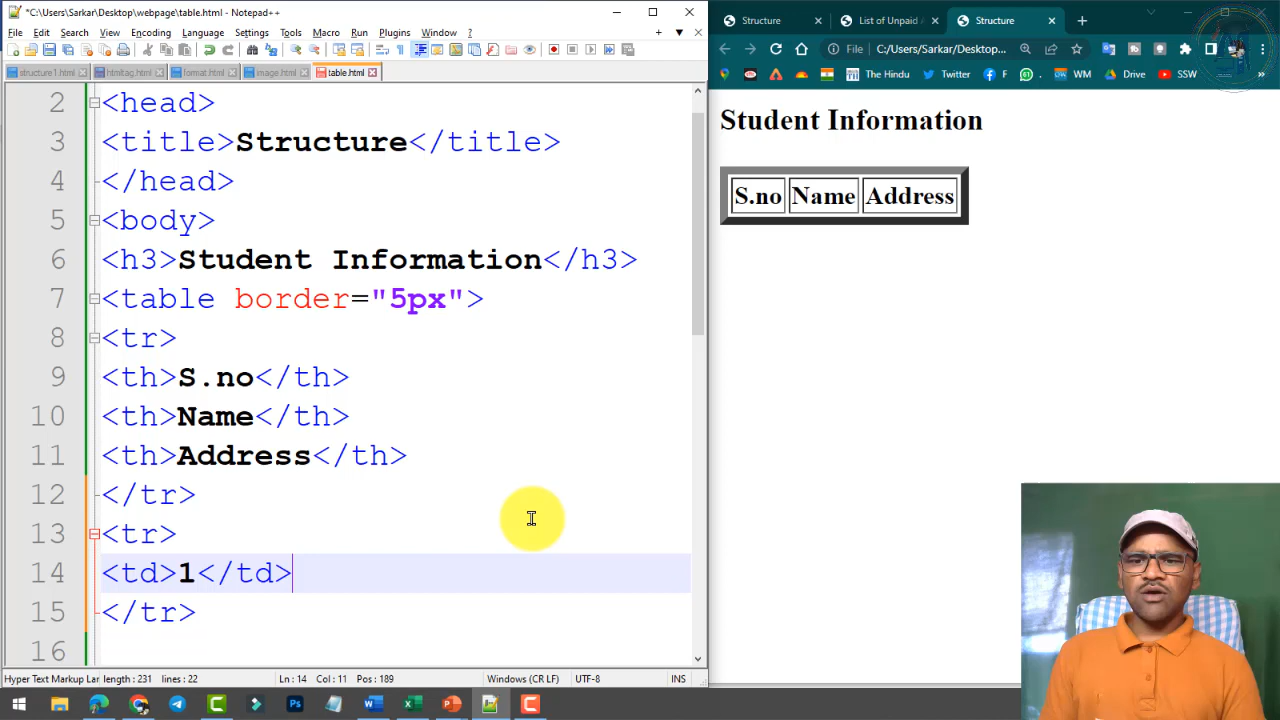 *C:\Users\Sarkar\Desktop\webpage\table.html - Notepad++
File Edit Search View Encoding Language Settings Tools Macro Run Plugins Window ?
structure1.html htmltag.html format.html image.html table.html
2 <head>
3 <title>Structure</title>
4 </head>
5 <body>
6 <h3>Student Information</h3>
7 <table border="5px">
8 <tr>
9 <th>S.no</th>
10 <th>Name</th>
11 <th>Address</th>
12 </tr>
13 <tr>
14 <td>1</td>
15 </tr>
16
Hyper Text Markup Lan length : 231 lines : 22 Ln : 14 Col : 11 Pos : 189 Windows (CR LF) UTF-8 INS
Structure List of Unpaid A Structure
File C:/Users/Sarkar/Desktop...
The Hindu Twitter F WM Drive SSW
Student Information
S.no Name Address